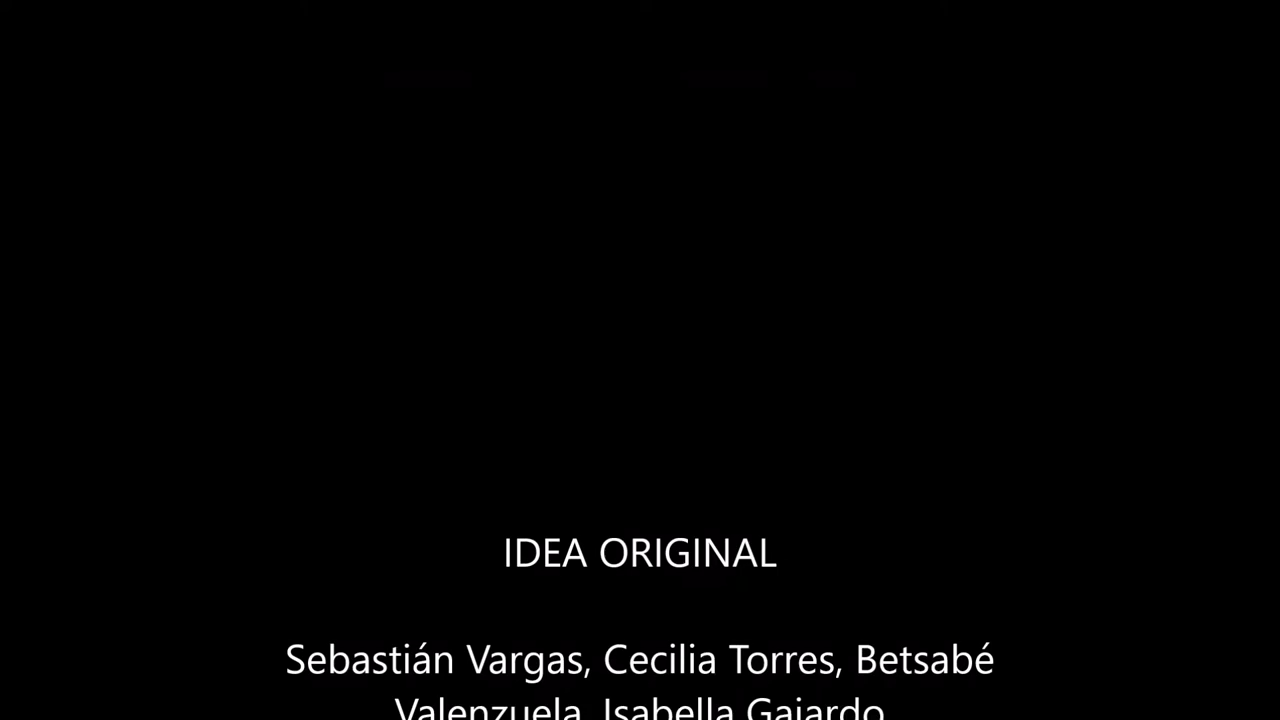 IDEA ORIGINAL
Sebastián Vargas, Cecilia Torres, Betsabé
Valenzuela, Isabella Gajardo